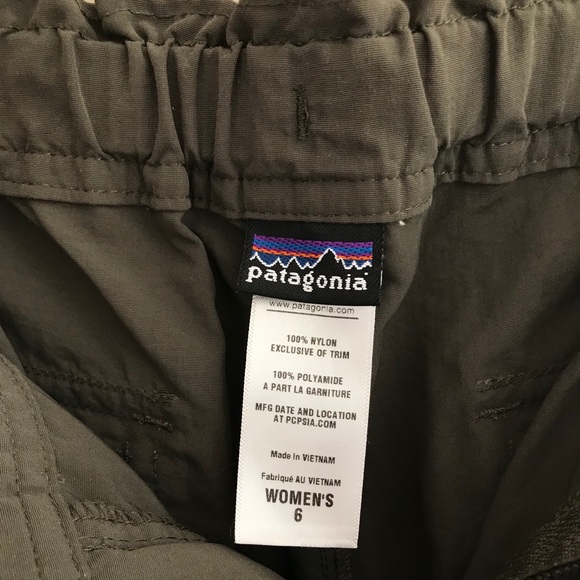 patagonia
www.patagonia.com
100% NYLON
EXCLUSIVE OF TRIM
100% POLYAMIDE
A PART LA GARNITURE
MFG DATE AND LOCATION
AT PCPSIA.COM
Made in VIETNAM
Fabriqué AU VIETNAM
WOMEN'S
6